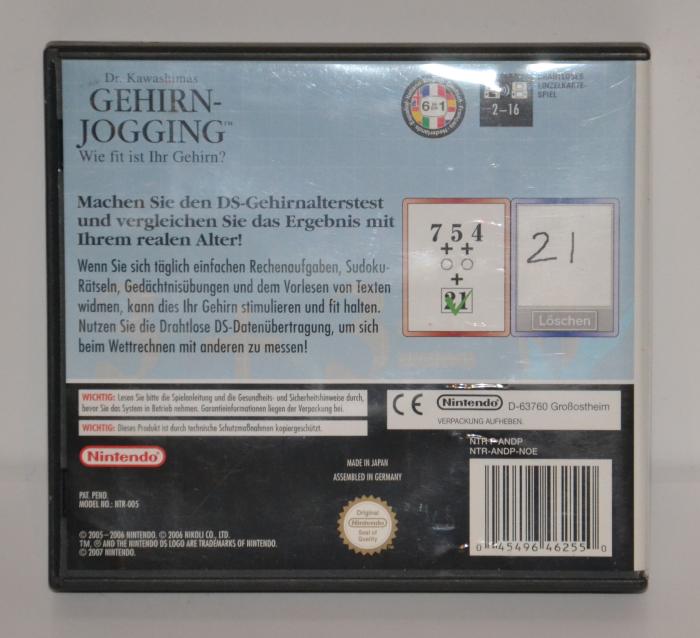 Dr. Kawashimas
GEHIRN-
JOGGING™
Wie fit ist Ihr Gehirn?
6 in 1
DRAHTLOSES
EINZELKARTE-
SPIEL
2–16
Machen Sie den DS-Gehirnalterstest
und vergleichen Sie das Ergebnis mit
Ihrem realen Alter!
Wenn Sie sich täglich einfachen Rechenaufgaben, Sudoku-
Rätseln, Gedächtnisübungen und dem Vorlesen von Texten
widmen, kann dies Ihr Gehirn stimulieren und fit halten.
Nutzen Sie die Drahtlose DS-Datenübertragung, um sich
beim Wettrechnen mit anderen zu messen!
7 5 4
+ +
+
21
21
Löschen
WICHTIG: Lesen Sie bitte die Spielanleitung und die Gesundheits- und Sicherheitshinweise durch,
bevor Sie das System in Betrieb nehmen. Garantieinformationen liegen der Verpackung bei.
WICHTIG: Dieses Produkt ist durch technische Schutzmaßnahmen kopiergeschützt.
CE Nintendo® D-63760 Großostheim
VERPACKUNG AUFHEBEN.
NTR-P-ANDP
NTR-ANDP-NOE
Nintendo®
MADE IN JAPAN
ASSEMBLED IN GERMANY
PAT. PEND.
MODEL NO.: NTR-005
Original
Nintendo
Seal of
Quality
© 2005–2006 NINTENDO. © 2006 NIKOLI CO., LTD.
TM, ® AND THE NINTENDO DS LOGO ARE TRADEMARKS OF NINTENDO.
© 2007 NINTENDO.
0 45496 46255 0